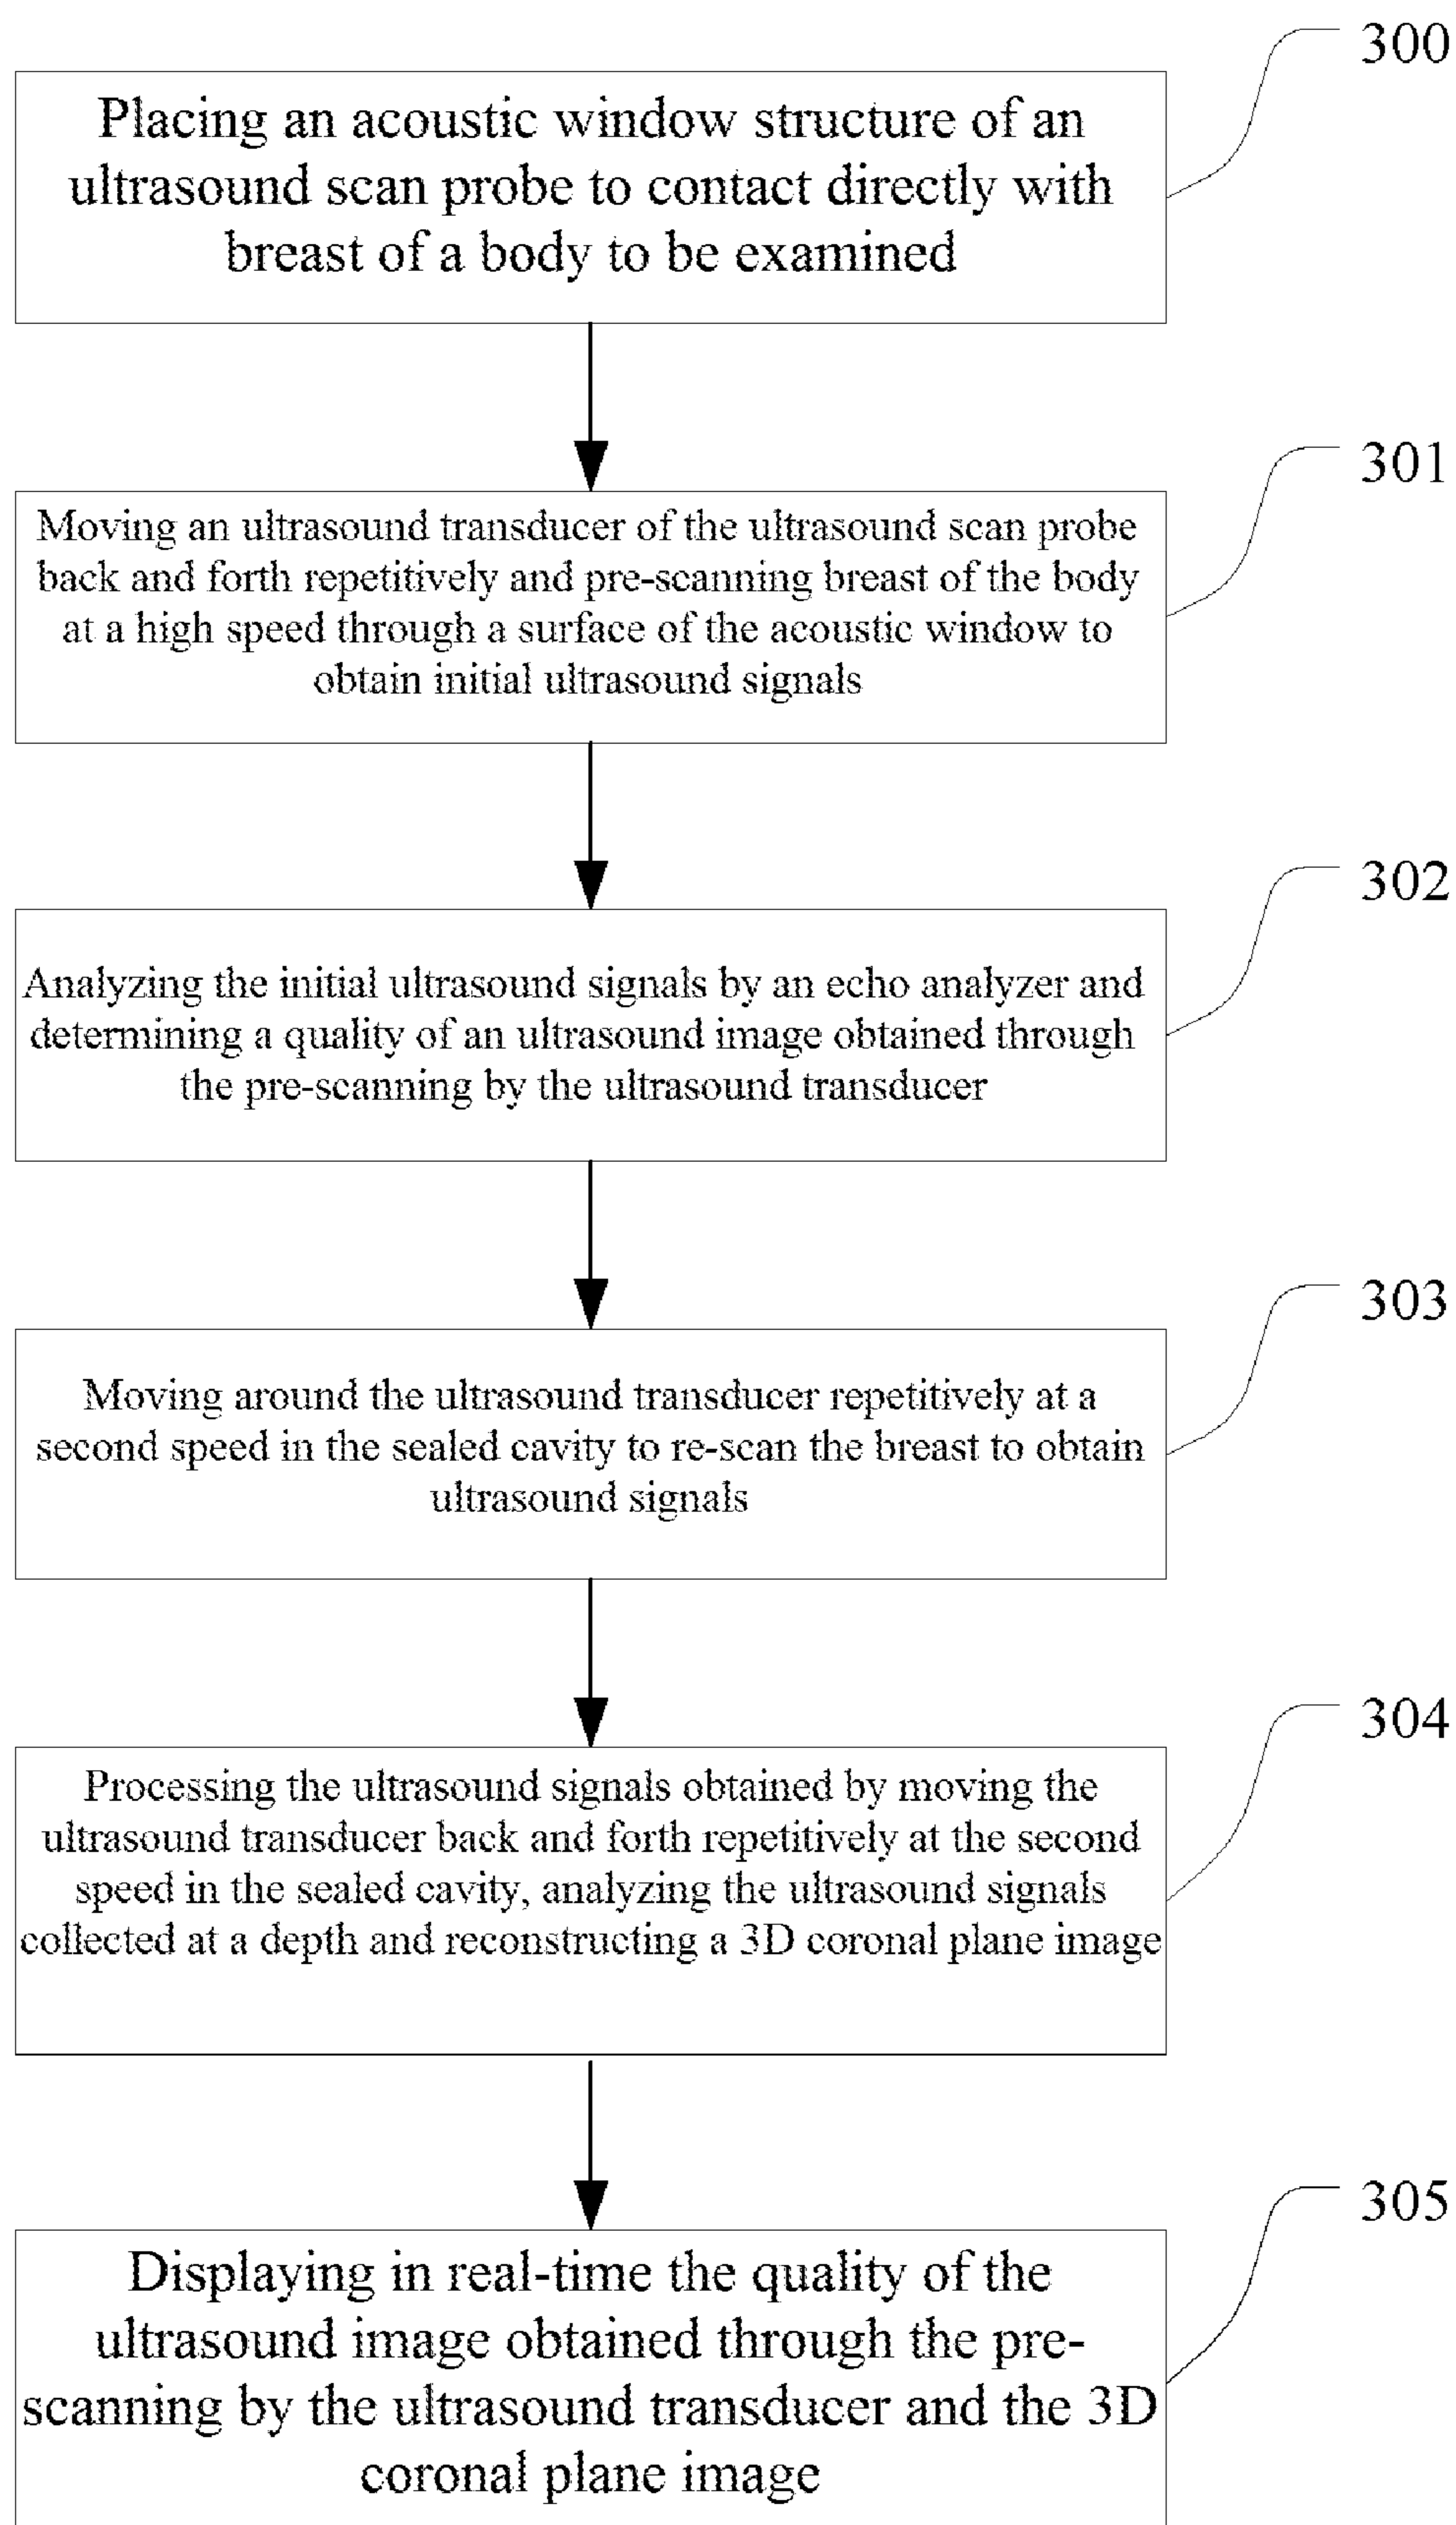 300
Placing an acoustic window structure of an
ultrasound scan probe to contact directly with
breast of a body to be examined
301
Moving an ultrasound transducer of the ultrasound scan probe
back and forth repetitively and pre-scanning breast of the body
at a high speed through a surface of the acoustic window to
obtain initial ultrasound signals
302
Analyzing the initial ultrasound signals by an echo analyzer and
determining a quality of an ultrasound image obtained through
the pre-scanning by the ultrasound transducer
303
Moving around the ultrasound transducer repetitively at a
second speed in the sealed cavity to re-scan the breast to obtain
ultrasound signals
304
Processing the ultrasound signals obtained by moving the
ultrasound transducer back and forth repetitively at the second
speed in the sealed cavity, analyzing the ultrasound signals
collected at a depth and reconstructing a 3D coronal plane image
305
Displaying in real-time the quality of the
ultrasound image obtained through the pre-
scanning by the ultrasound transducer and the 3D
coronal plane image